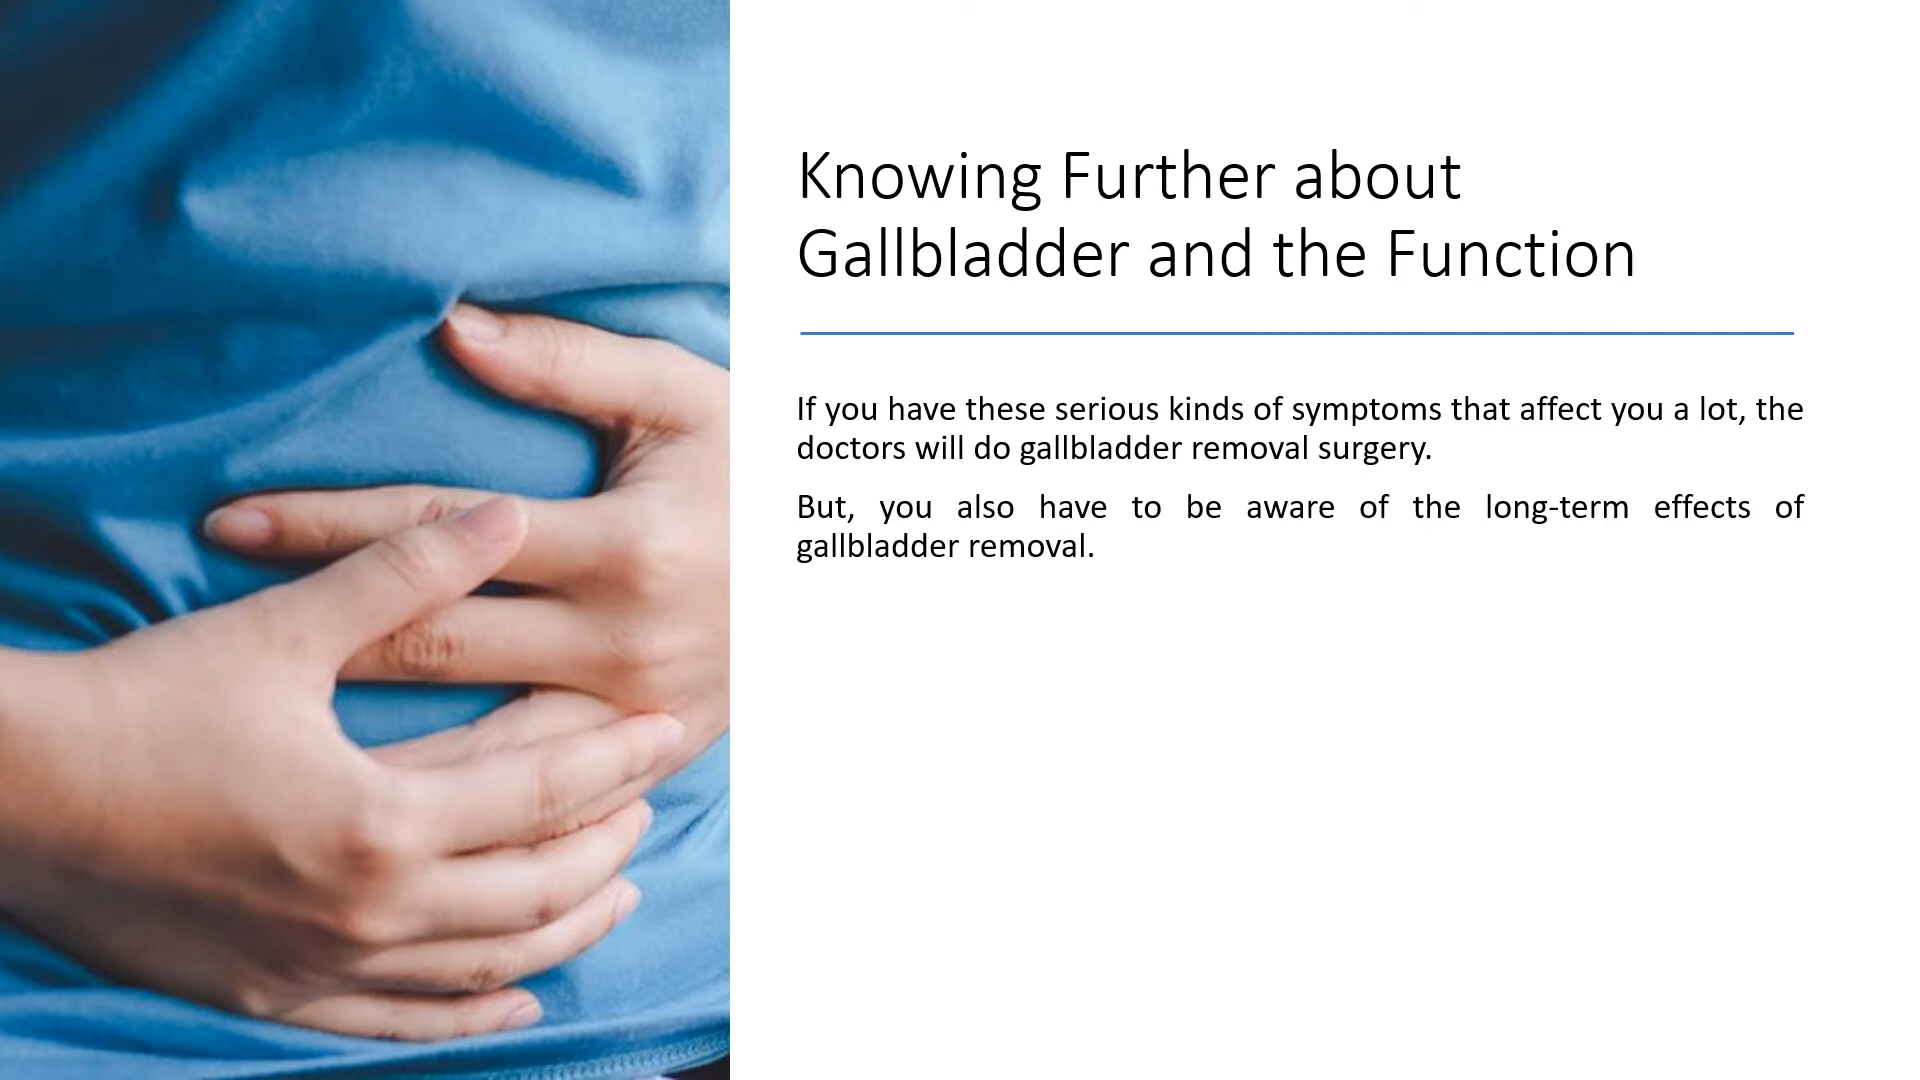 Knowing Further about
Gallbladder and the Function
If you have these serious kinds of symptoms that affect you a lot, the
doctors will do gallbladder removal surgery.
But, you also have to be aware of the long-term effects of
gallbladder removal.